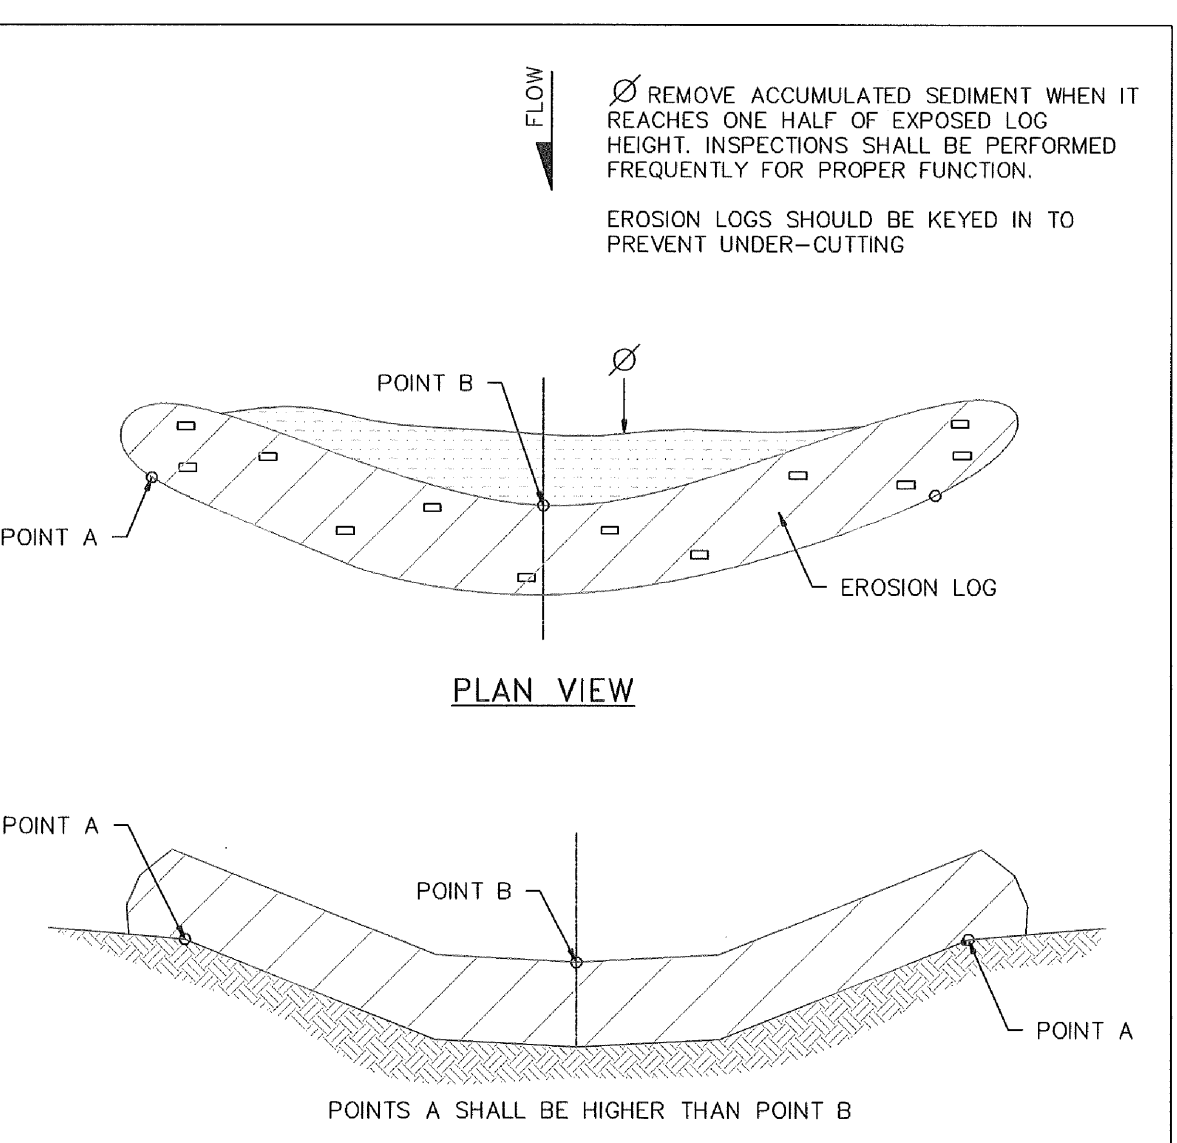 FLOW
Ø REMOVE ACCUMULATED SEDIMENT WHEN IT
REACHES ONE HALF OF EXPOSED LOG
HEIGHT. INSPECTIONS SHALL BE PERFORMED
FREQUENTLY FOR PROPER FUNCTION.
EROSION LOGS SHOULD BE KEYED IN TO
PREVENT UNDER-CUTTING
Ø
POINT B
POINT A
EROSION LOG
PLAN VIEW
POINT A
POINT B
POINT A
POINTS A SHALL BE HIGHER THAN POINT B